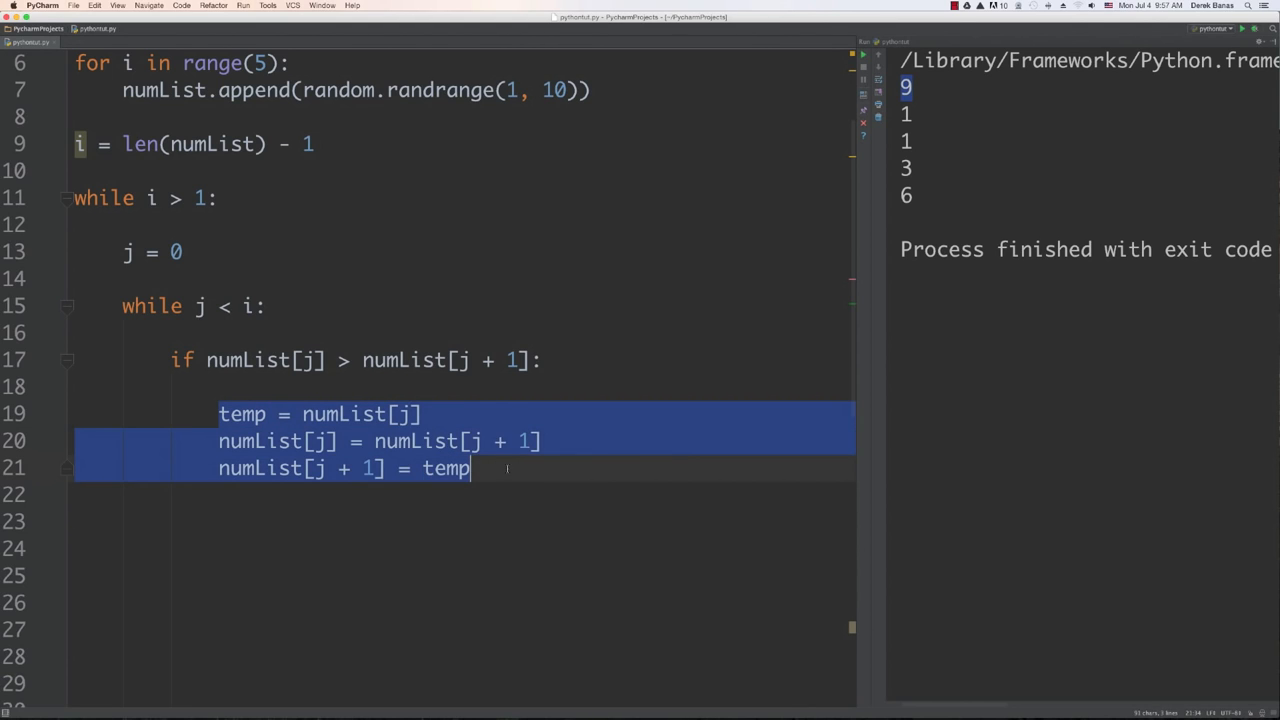 PyCharm File Edit View Navigate Code Refactor Run Tools VCS Window Help
10 Mon Jul 4 9:57 AM Derek Banas
pythontut.py - PycharmProjects - [~/PycharmProjects]
PycharmProjects pythontut.py
pythontut
pythontut.py
Run: pythontut
6 for i in range(5):
7 numList.append(random.randrange(1, 10))
8
9 i = len(numList) - 1
10
11 while i > 1:
12
13 j = 0
14
15 while j < i:
16
17 if numList[j] > numList[j + 1]:
18
19 temp = numList[j]
20 numList[j] = numList[j + 1]
21 numList[j + 1] = temp
22
23
24
25
26
27
28
29
/Library/Frameworks/Python.frame
9
1
1
3
6
Process finished with exit code
91 chars, 3 lines 21:34 LF‡ UTF-8‡